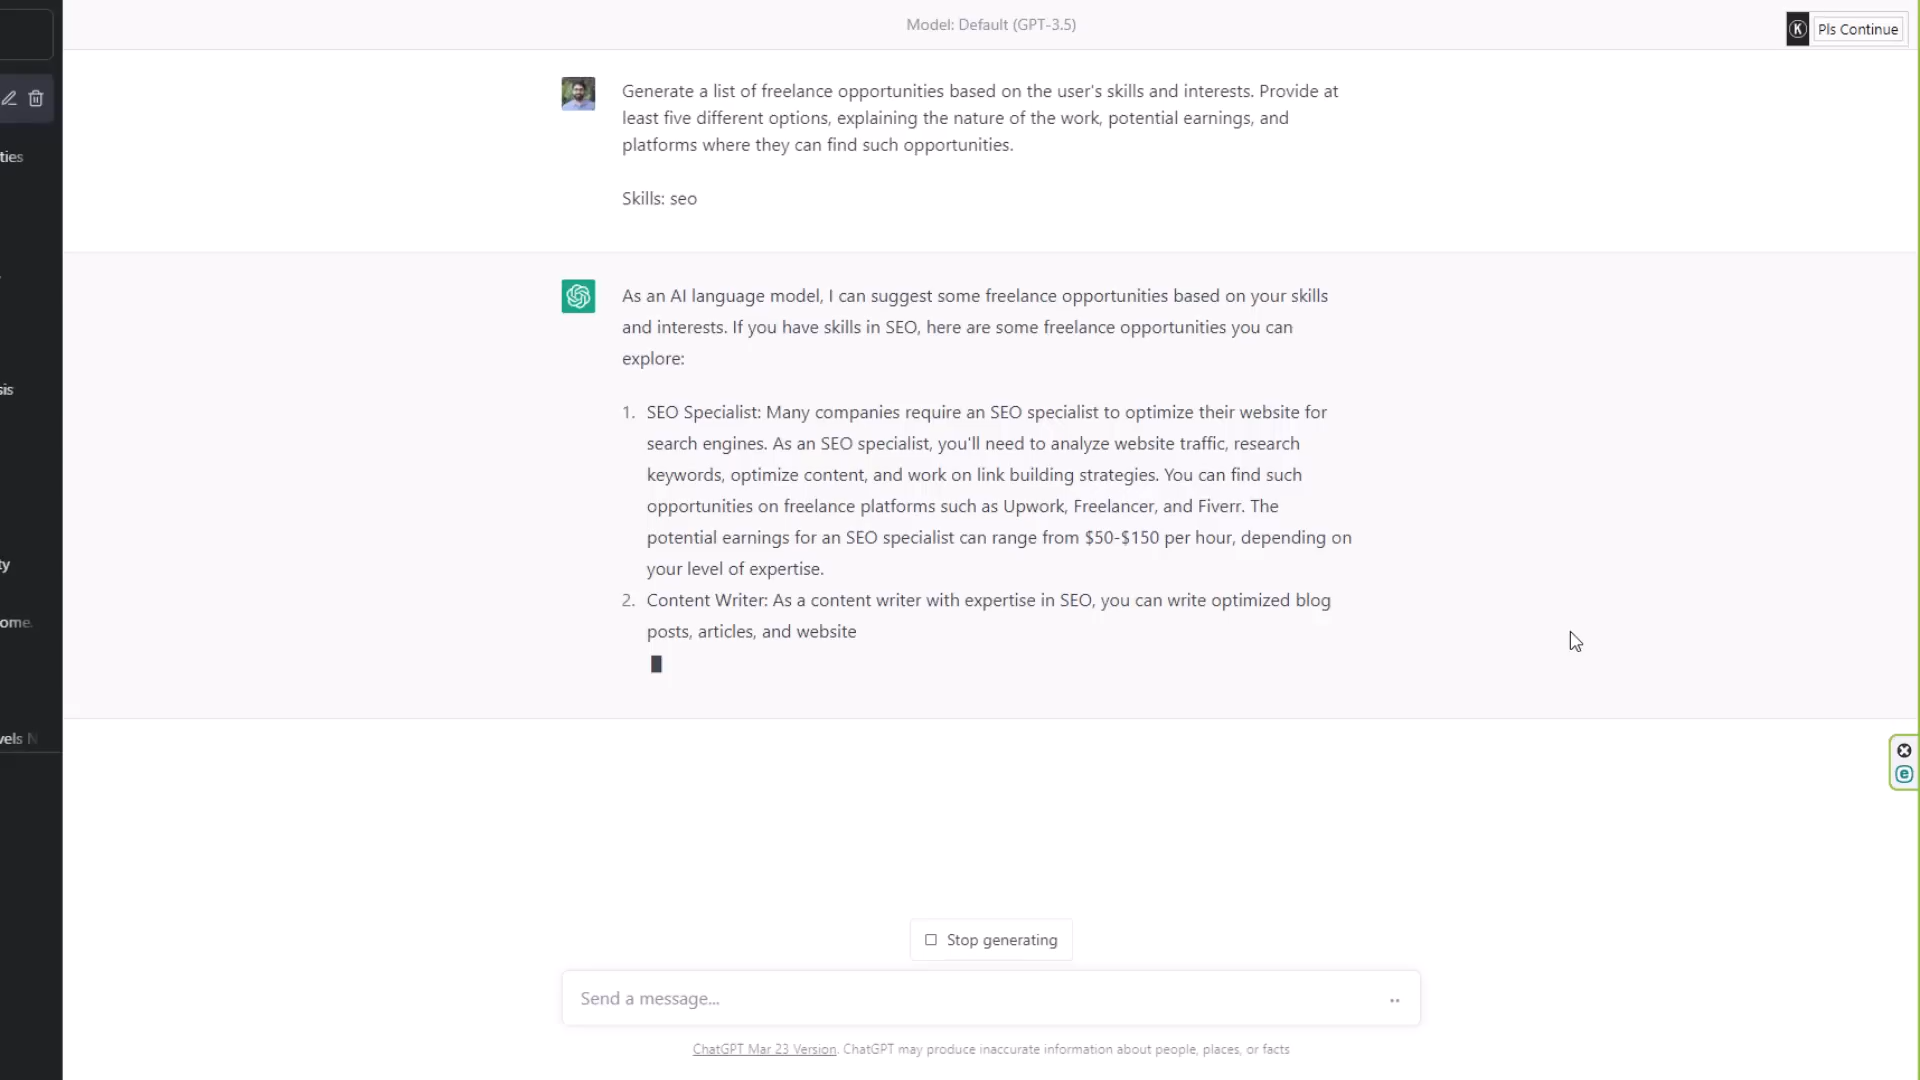 Model: Default (GPT-3.5)
K Pls Continue
Generate a list of freelance opportunities based on the user's skills and interests. Provide at
least five different options, explaining the nature of the work, potential earnings, and
platforms where they can find such opportunities.
Skills: seo
As an AI language model, I can suggest some freelance opportunities based on your skills
and interests. If you have skills in SEO, here are some freelance opportunities you can
explore:
1. SEO Specialist: Many companies require an SEO specialist to optimize their website for
search engines. As an SEO specialist, you'll need to analyze website traffic, research
keywords, optimize content, and work on link building strategies. You can find such
opportunities on freelance platforms such as Upwork, Freelancer, and Fiverr. The
potential earnings for an SEO specialist can range from $50-$150 per hour, depending on
your level of expertise.
2. Content Writer: As a content writer with expertise in SEO, you can write optimized blog
posts, articles, and website
ties
sis
ty
ome.
vels N
e
Stop generating
Send a message...
ChatGPT Mar 23 Version. ChatGPT may produce inaccurate information about people, places, or facts